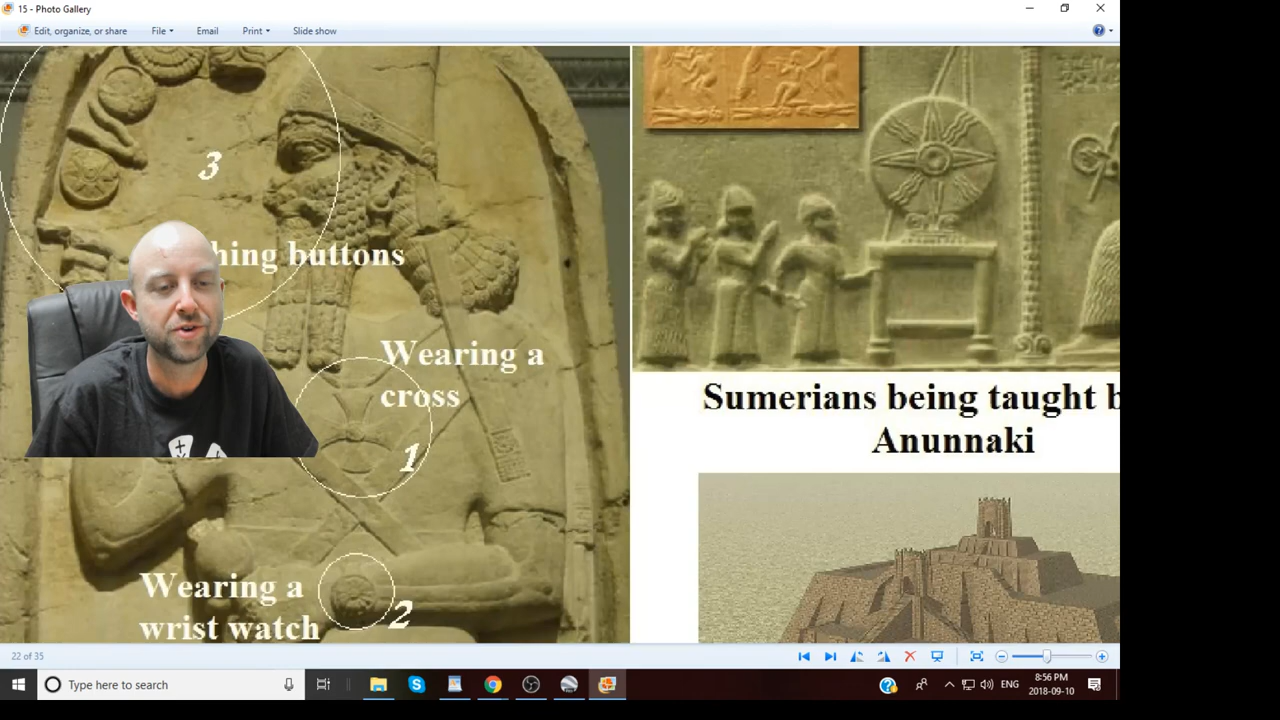 15 - Photo Gallery
Edit, organize, or share File Email Print Slide show
3
hing buttons
Wearing a
cross
1
Wearing a
wrist watch
2
Sumerians being taught b
Anunnaki
22 of 35
Type here to search
ENG
8:56 PM
2018-09-10